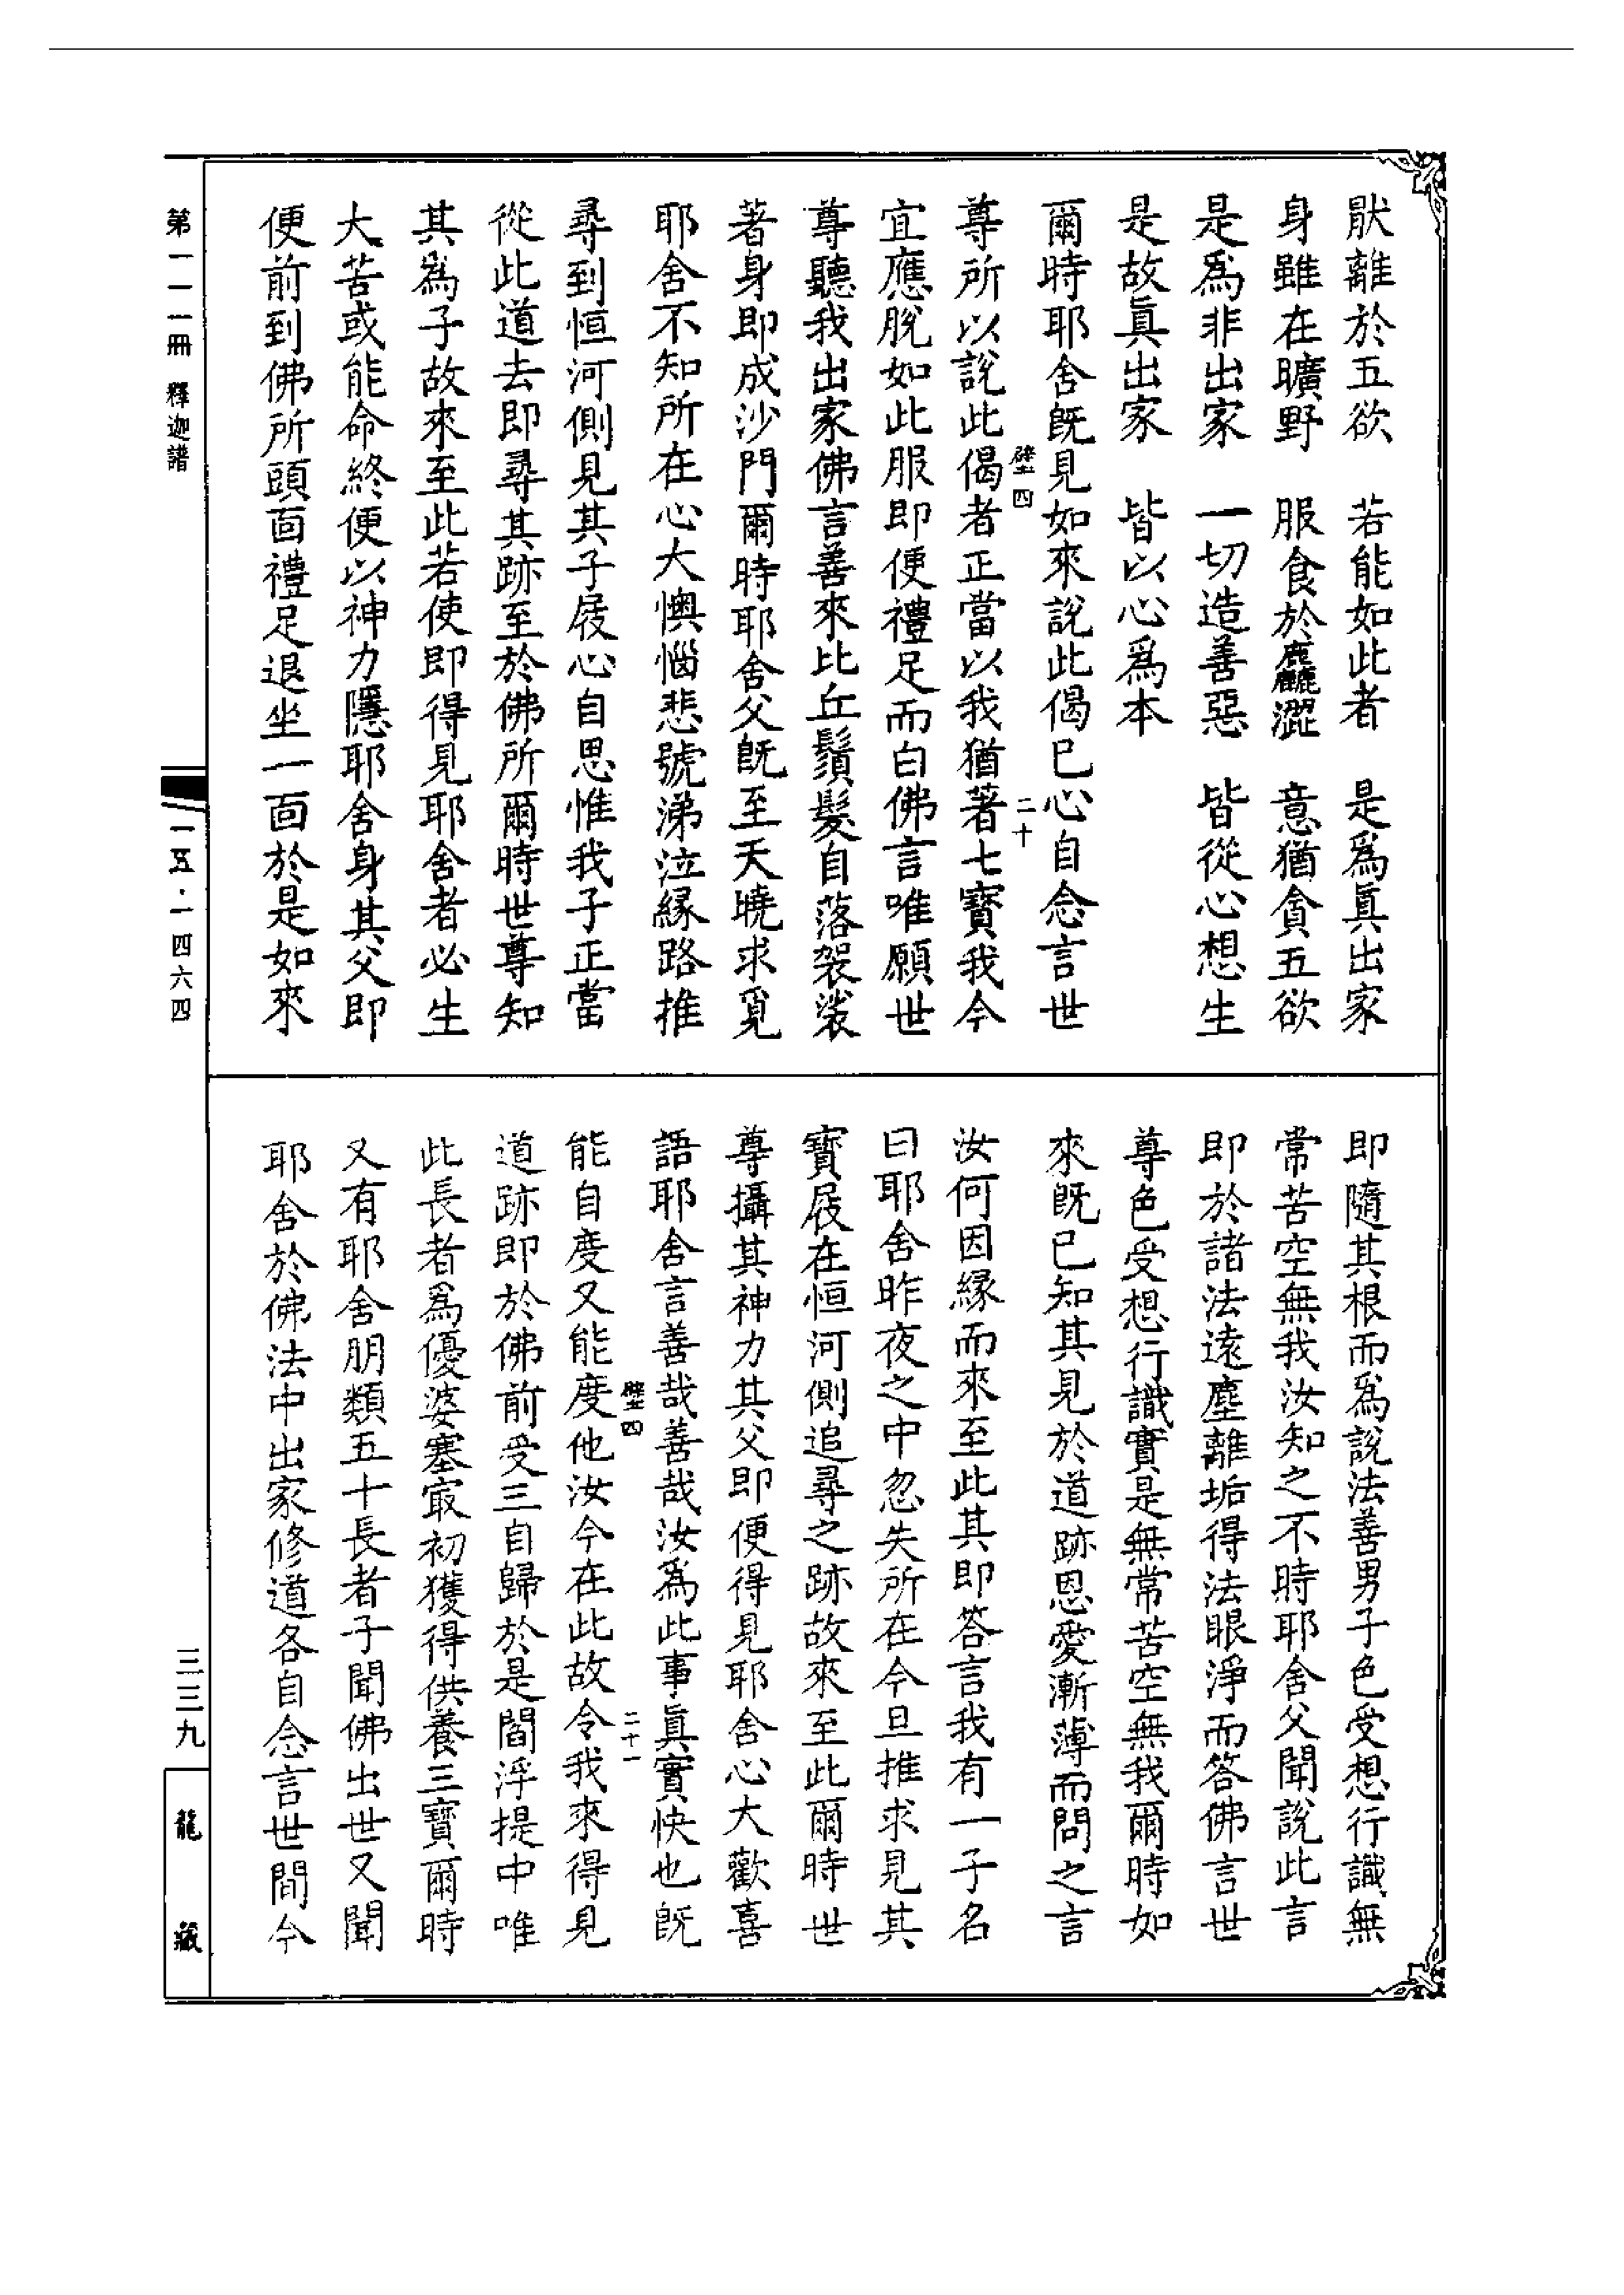 猒離於五欲　若能如此者　是爲真出家
身雖在曠野　服食於麤澀　意猶貪五欲
是爲非出家　一切造善惡　皆從心想生
是故真出家　皆以心爲本
爾時耶舍既見如來說此偈已心自念言世
壁四　二十
尊所以說此偈者正當以我猶著七寶我今
宜應脫如此服即便禮足而白佛言唯願世
尊聽我出家佛言善來比丘鬚髮自落袈裟
著身即成沙門爾時耶舍父既至天曉求覓
耶舍不知所在心大懊惱悲號涕泣緣路推
尋到恒河側見其子屐心自思惟我子正當
從此道去即尋其跡至於佛所爾時世尊知
其爲子故來至此若使即得見耶舍者必生
大苦或能命終便以神力隱耶舍身其父即
便前到佛所頭面禮足退坐一面於是如來
即隨其根而爲說法善男子色受想行識無
常苦空無我汝知之不時耶舍父聞說此言
即於諸法遠塵離垢得法眼淨而答佛言世
尊色受想行識實是無常苦空無我爾時如
來既已知其見於道跡恩愛漸薄而問之言
汝何因緣而來至此其即答言我有一子名
曰耶舍昨夜之中忽失所在今旦推求見其
寶屐在恒河側追尋之跡故來至此爾時世
尊攝其神力其父即便得見耶舍心大歡喜
語耶舍言善哉善哉汝爲此事真實快也既
壁四　二十一
能自度又能度他汝今在此故令我來得見
道跡即於佛前受三自歸於是閻浮提中唯
此長者爲優婆塞㝡初獲得供養三寶爾時
又有耶舍朋類五十長者子聞佛出世又聞
耶舍於佛法中出家修道各自念言世間今
第一一一冊　釋迦譜
一五·一四六四
三三九
龍藏